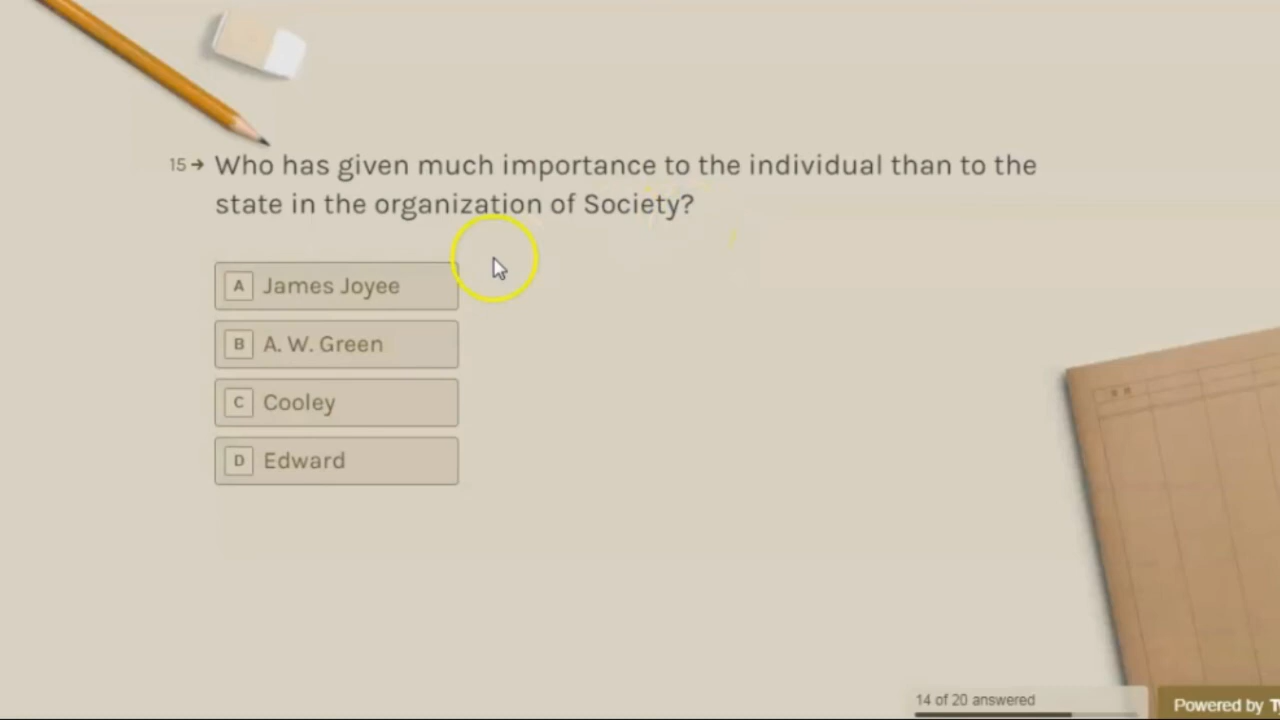 15→ Who has given much importance to the individual than to the
state in the organization of Society?
A James Joyee
B A. W. Green
C Cooley
D Edward
14 of 20 answered
Powered by